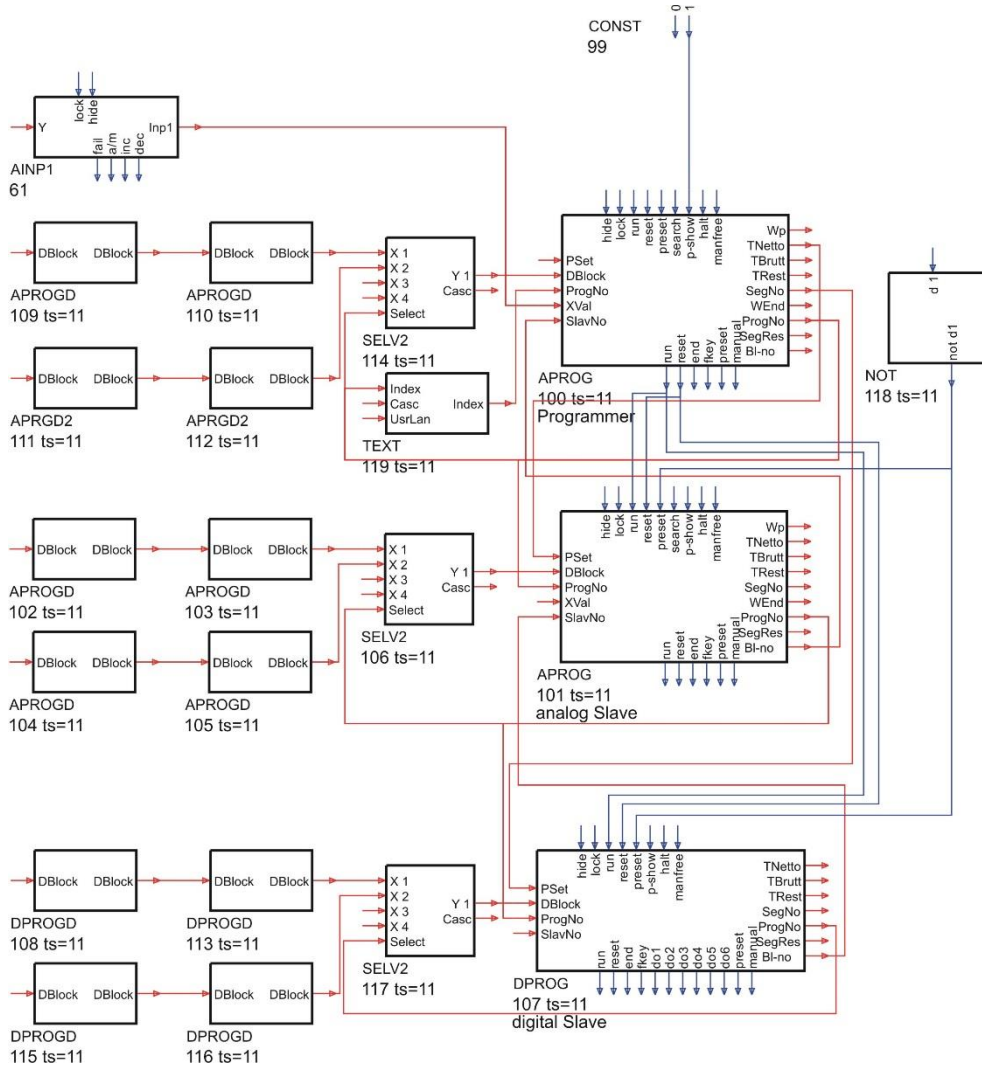 CONST
99
0
1
lock
hide
Y
Inp1
fail
a/m
inc
dec
AINP1
61
DBlock DBlock
APROGD
109 ts=11
DBlock DBlock
APROGD
110 ts=11
X 1
X 2
X 3
X 4
Select
Y 1
Casc
SELV2
114 ts=11
DBlock DBlock
APRGD2
111 ts=11
DBlock DBlock
APRGD2
112 ts=11
Index
Casc
UsrLan
Index
TEXT
119 ts=11
hide
lock
run
reset
preset
search
p-show
halt
manfree
PSet
DBlock
ProgNo
XVal
SlavNo
Wp
TNetto
TBrutt
TRest
SegNo
WEnd
ProgNo
SegRes
Bl-no
run
reset
end
fkey
preset
manual
APROG
100 ts=11
Programmer
d 1
not d1
NOT
118 ts=11
DBlock DBlock
APROGD
102 ts=11
DBlock DBlock
APROGD
103 ts=11
X 1
X 2
X 3
X 4
Select
Y 1
Casc
SELV2
106 ts=11
DBlock DBlock
APROGD
104 ts=11
DBlock DBlock
APROGD
105 ts=11
hide
lock
run
reset
preset
search
p-show
halt
manfree
PSet
DBlock
ProgNo
XVal
SlavNo
Wp
TNetto
TBrutt
TRest
SegNo
WEnd
ProgNo
SegRes
Bl-no
run
reset
end
fkey
preset
manual
APROG
101 ts=11
analog Slave
DBlock DBlock
DPROGD
108 ts=11
DBlock DBlock
DPROGD
113 ts=11
X 1
X 2
X 3
X 4
Select
Y 1
Casc
SELV2
117 ts=11
DBlock DBlock
DPROGD
115 ts=11
DBlock DBlock
DPROGD
116 ts=11
hide
lock
run
reset
preset
p-show
halt
manfree
PSet
DBlock
ProgNo
SlavNo
TNetto
TBrutt
TRest
SegNo
ProgNo
SegRes
Bl-no
run
reset
end
fkey
do1
do2
do3
do4
do5
do6
preset
manual
DPROG
107 ts=11
digital Slave